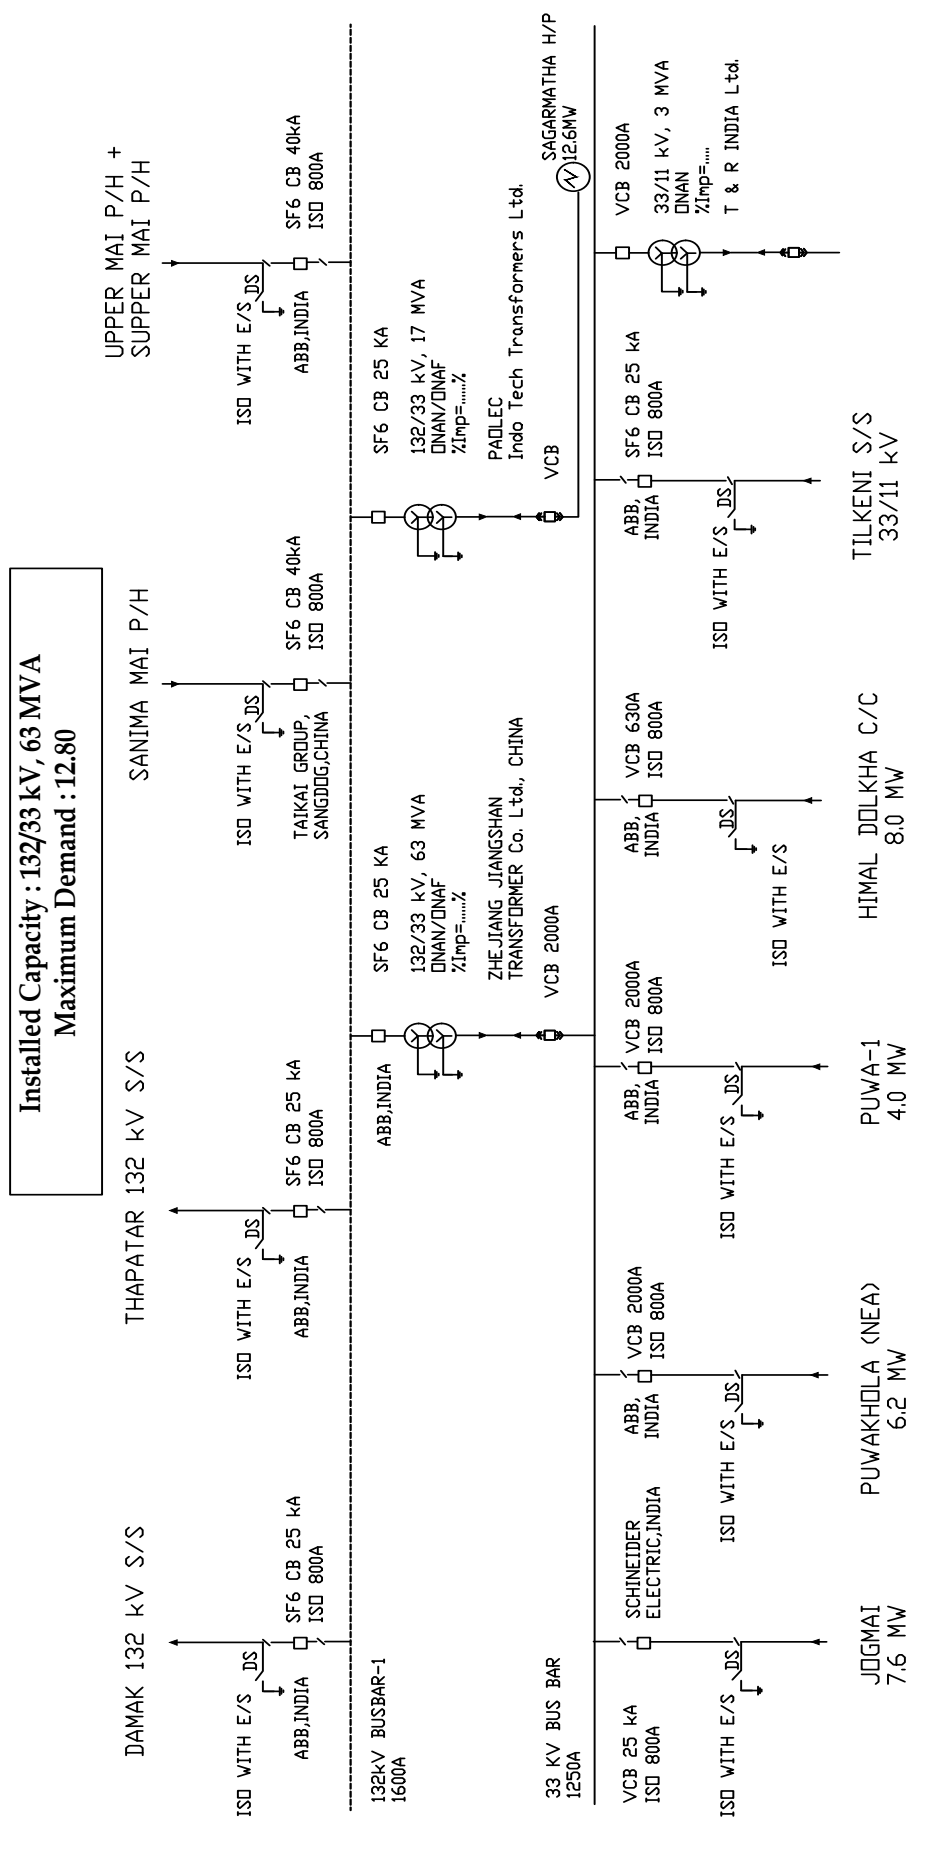 Installed Capacity : 132/33 kV, 63 MVA
Maximum Demand : 12.80
DAMAK 132 kV S/S
THAPATAR 132 kV S/S
SANIMA MAI P/H
UPPER MAI P/H +
SUPPER MAI P/H
ISO WITH E/S
DS
ABB,INDIA
SF6 CB 25 kA
ISO 800A
ISO WITH E/S
DS
ABB,INDIA
SF6 CB 25 kA
ISO 800A
ISO WITH E/S
DS
TAIKAI GROUP,
SANGDOG,CHINA
SF6 CB 40kA
ISO 800A
ISO WITH E/S
DS
ABB,INDIA
SF6 CB 40kA
ISO 800A
132kV BUSBAR-1
1600A
ABB,INDIA
SF6 CB 25 KA
132/33 kV, 63 MVA
ONAN/ONAF
%Imp=......%
ZHEJIANG JIANGSHAN
TRANSFORMER Co. Ltd., CHINA
VCB 2000A
SF6 CB 25 KA
132/33 kV, 17 MVA
ONAN/ONAF
%Imp=......%
PAOLEC
Indo Tech Transformers Ltd.
VCB
SAGARMATHA H/P
12.6MW
33 KV BUS BAR
1250A
VCB 25 kA
ISO 800A
SCHINEIDER
ELECTRIC,INDIA
ISO WITH E/S
DS
JOGMAI
7.6 MW
ABB,
INDIA
VCB 2000A
ISO 800A
ISO WITH E/S
DS
PUWAKHOLA (NEA)
6.2 MW
ABB,
INDIA
VCB 2000A
ISO 800A
ISO WITH E/S
DS
PUWA-1
4.0 MW
ABB,
INDIA
VCB 630A
ISO 800A
DS
ISO WITH E/S
HIMAL DOLKHA C/C
8.0 MW
ABB,
INDIA
SF6 CB 25 kA
ISO 800A
ISO WITH E/S
DS
TILKENI S/S
33/11 kV
VCB 2000A
33/11 kV, 3 MVA
ONAN
%Imp=.....
T & R INDIA Ltd.